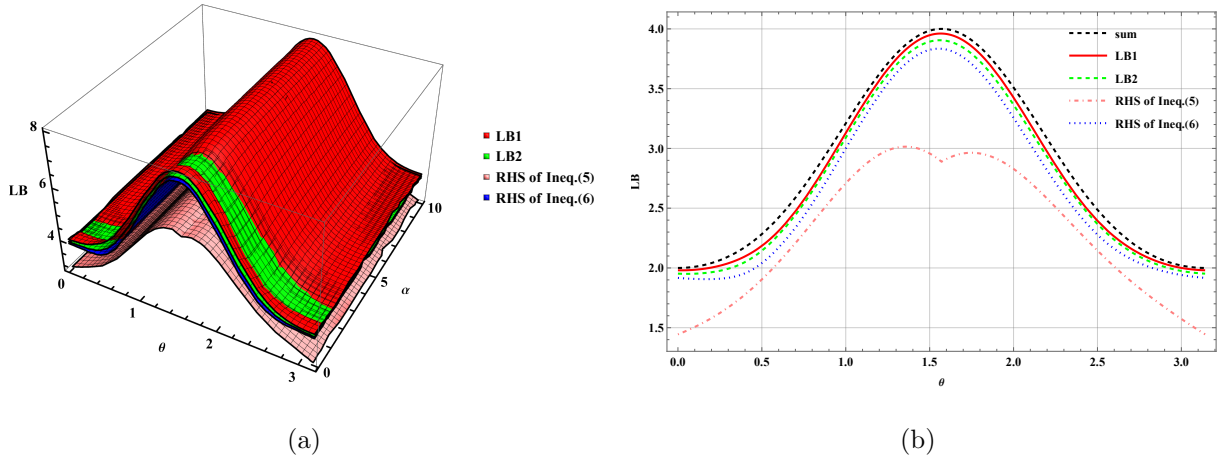 8
6
4
LB
0
1
2
3
θ
0
5
10
α
LB1
LB2
RHS of Ineq.(5)
RHS of Ineq.(6)
(a)
4.0
3.5
3.0
2.5
2.0
1.5
LB
0.0 0.5 1.0 1.5 2.0 2.5 3.0
θ
sum
LB1
LB2
RHS of Ineq.(5)
RHS of Ineq.(6)
(b)